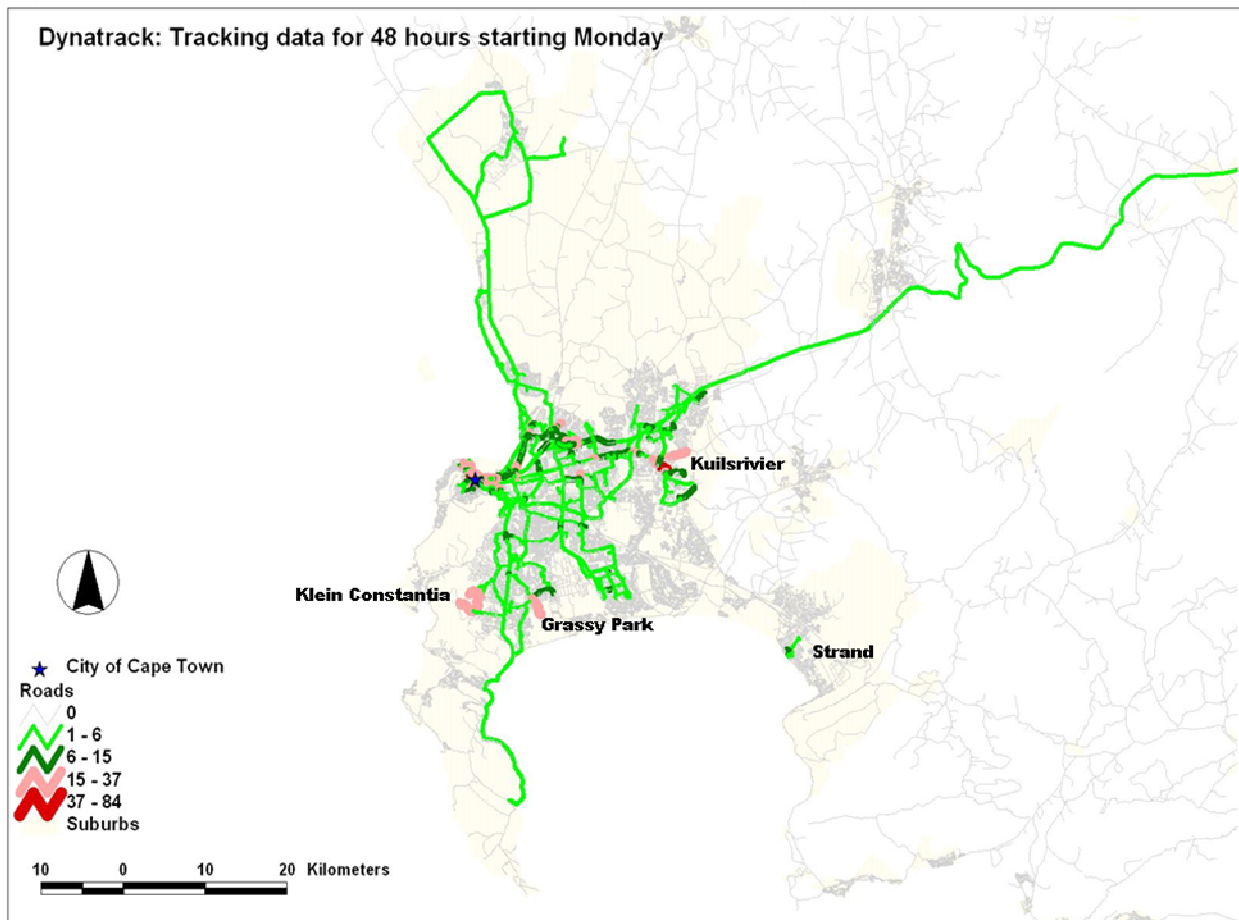 Dynatrack: Tracking data for 48 hours starting Monday
Kuilsrivier
Klein Constantia
Grassy Park
Strand
City of Cape Town
Roads
0
1 - 6
6 - 15
15 - 37
37 - 84
Suburbs
10 0 10 20 Kilometers